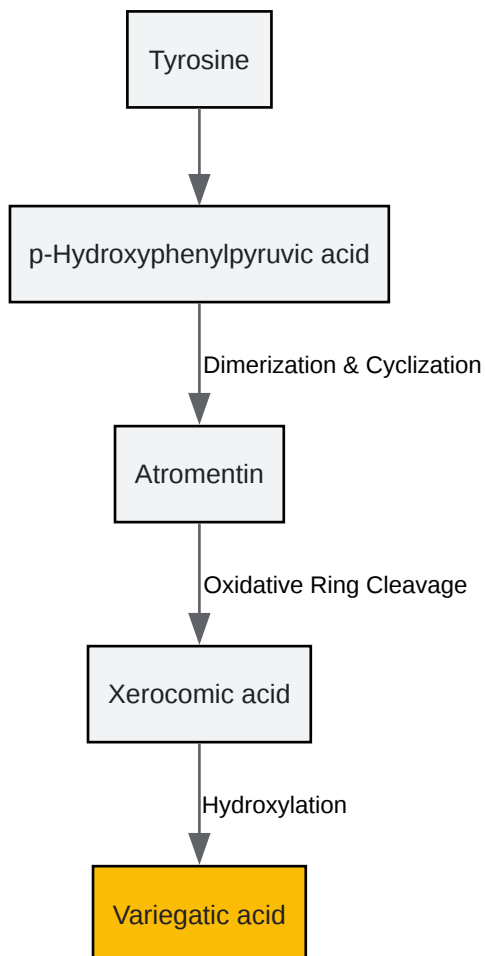 Tyrosine
p-Hydroxyphenylpyruvic acid
Dimerization & Cyclization
Atromentin
Oxidative Ring Cleavage
Xerocomic acid
Hydroxylation
Variegatic acid